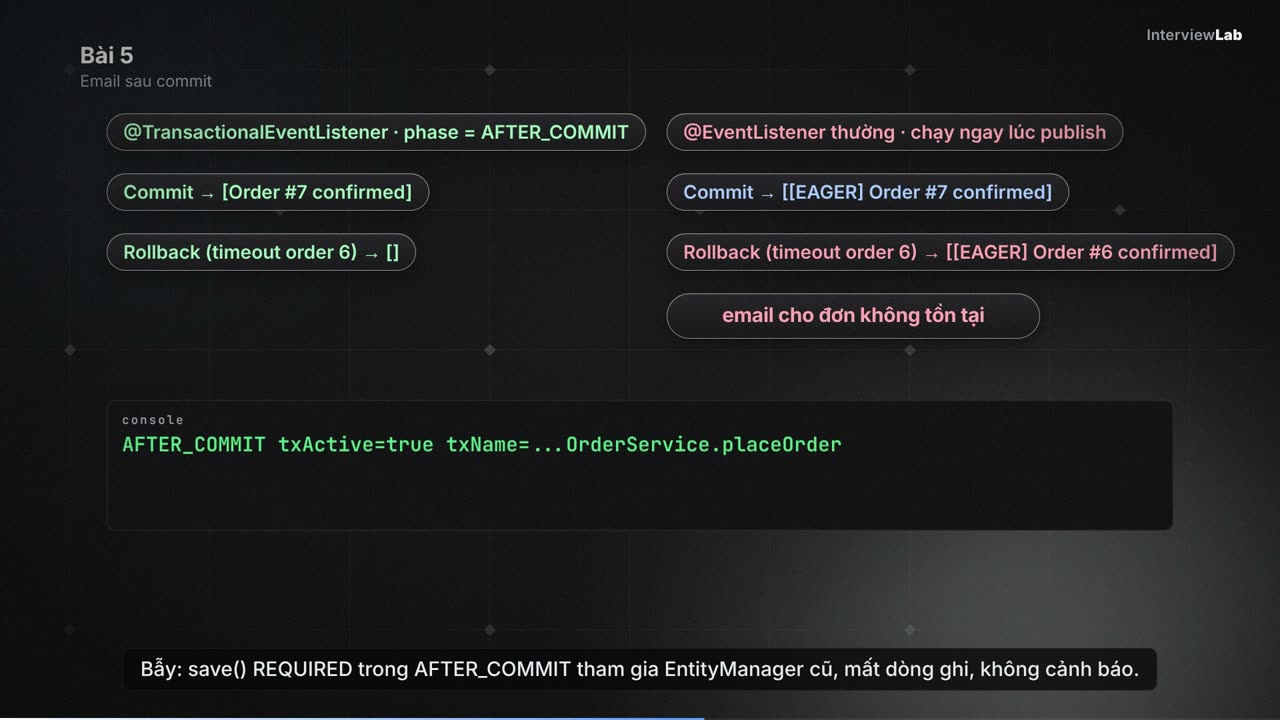 InterviewLab
Bài 5
Email sau commit
@TransactionalEventListener · phase = AFTER_COMMIT
@EventListener thường · chạy ngay lúc publish
Commit → [Order #7 confirmed]
Commit → [[EAGER] Order #7 confirmed]
Rollback (timeout order 6) → []
Rollback (timeout order 6) → [[EAGER] Order #6 confirmed]
email cho đơn không tồn tại
console
AFTER_COMMIT txActive=true txName=...OrderService.placeOrder
Bẫy: save() REQUIRED trong AFTER_COMMIT tham gia EntityManager cũ, mất dòng ghi, không cảnh báo.